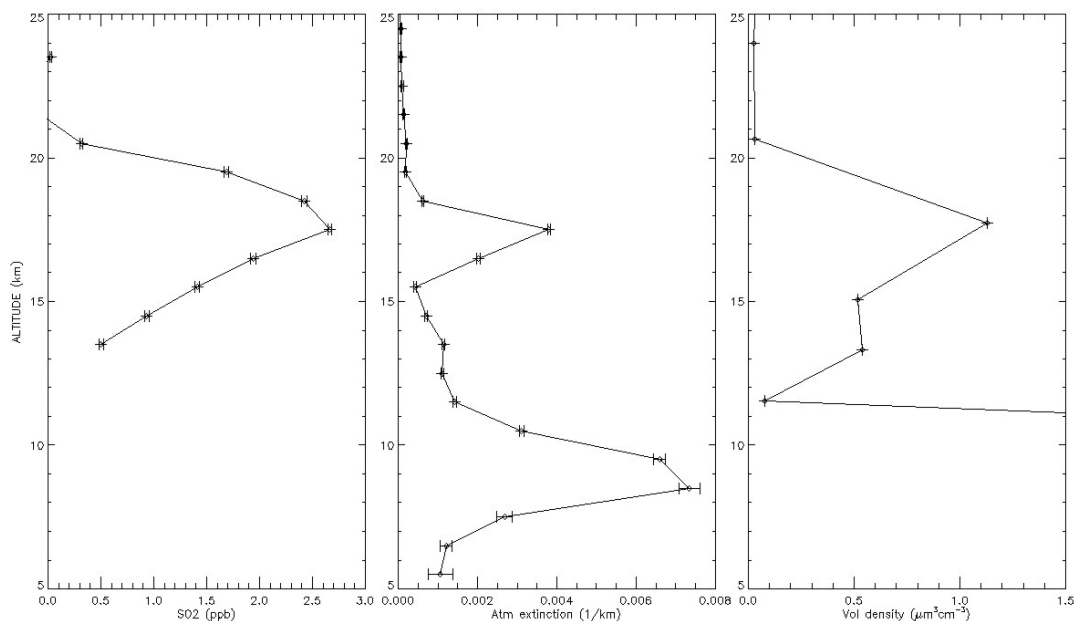 25 25 25
20 20 20
15 15 15
10 10 10
5 5 5
ALTITUDE (km)
0.0 0.5 1.0 1.5 2.0 2.5 3.0 0.000 0.002 0.004 0.006 0.008 0.0 0.5 1.0 1.5
SO2 (ppb) Atm extinction (1/km) Vol density (μm³cm⁻³)